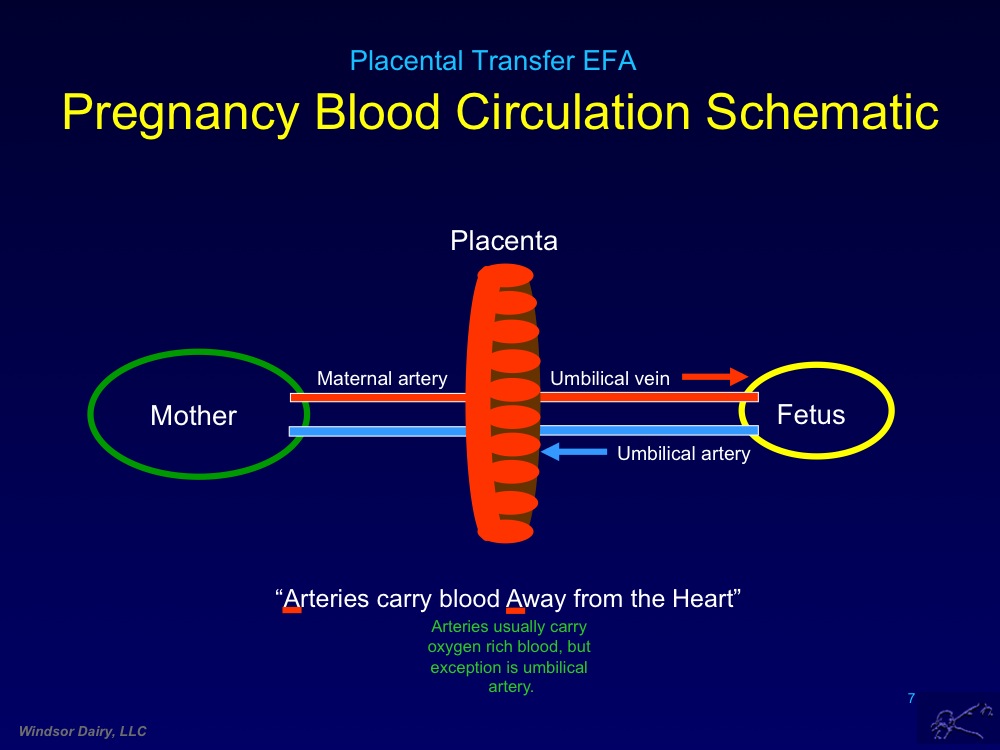 Placental Transfer EFA
Pregnancy Blood Circulation Schematic
Placenta
Maternal artery
Umbilical vein
Mother
Fetus
Umbilical artery
“Arteries carry blood Away from the Heart”
Arteries usually carry
oxygen rich blood, but
exception is umbilical
artery.
7
Windsor Dairy, LLC